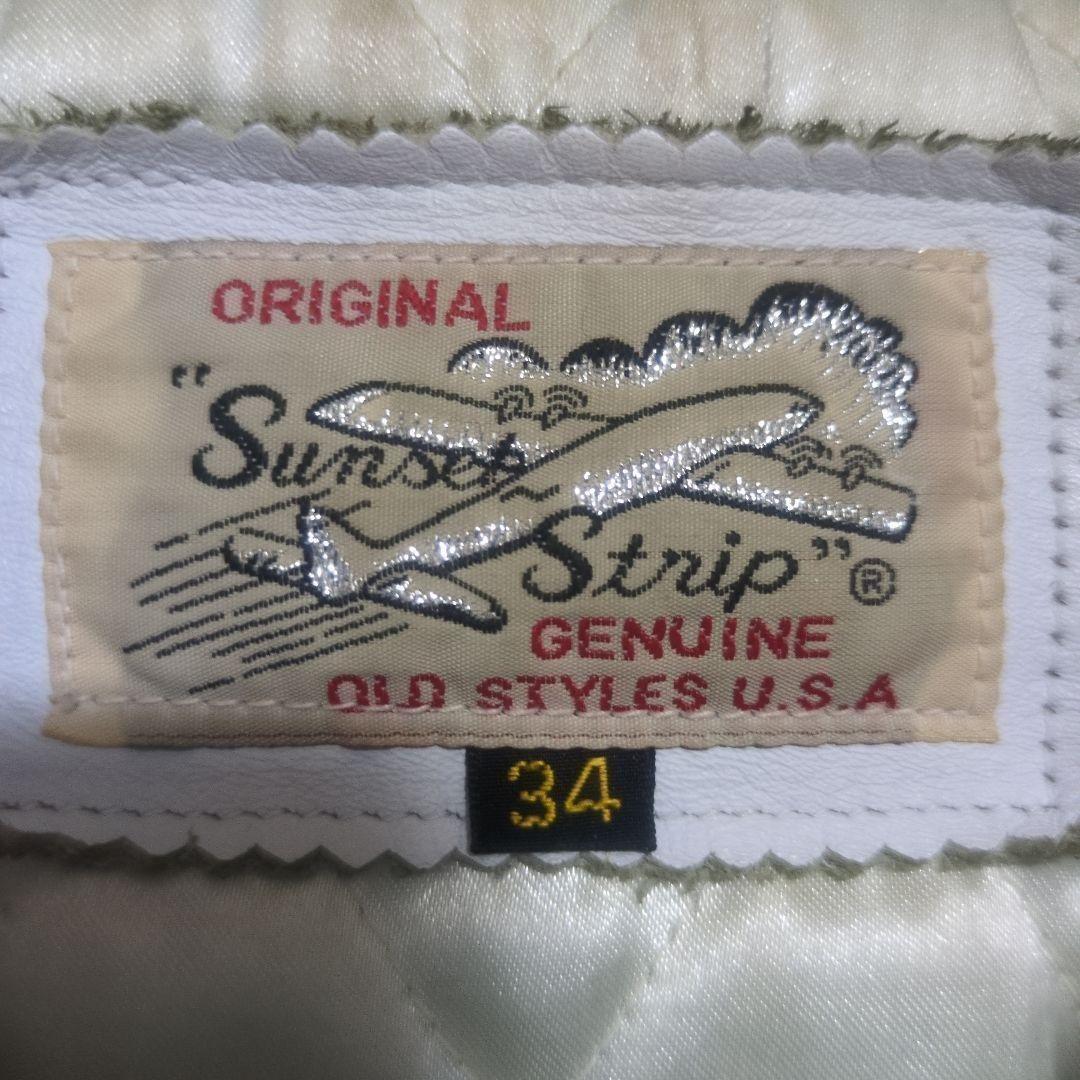 ORIGINAL
"Sunset
Strip"®
GENUINE
OLD STYLES U.S.A
34